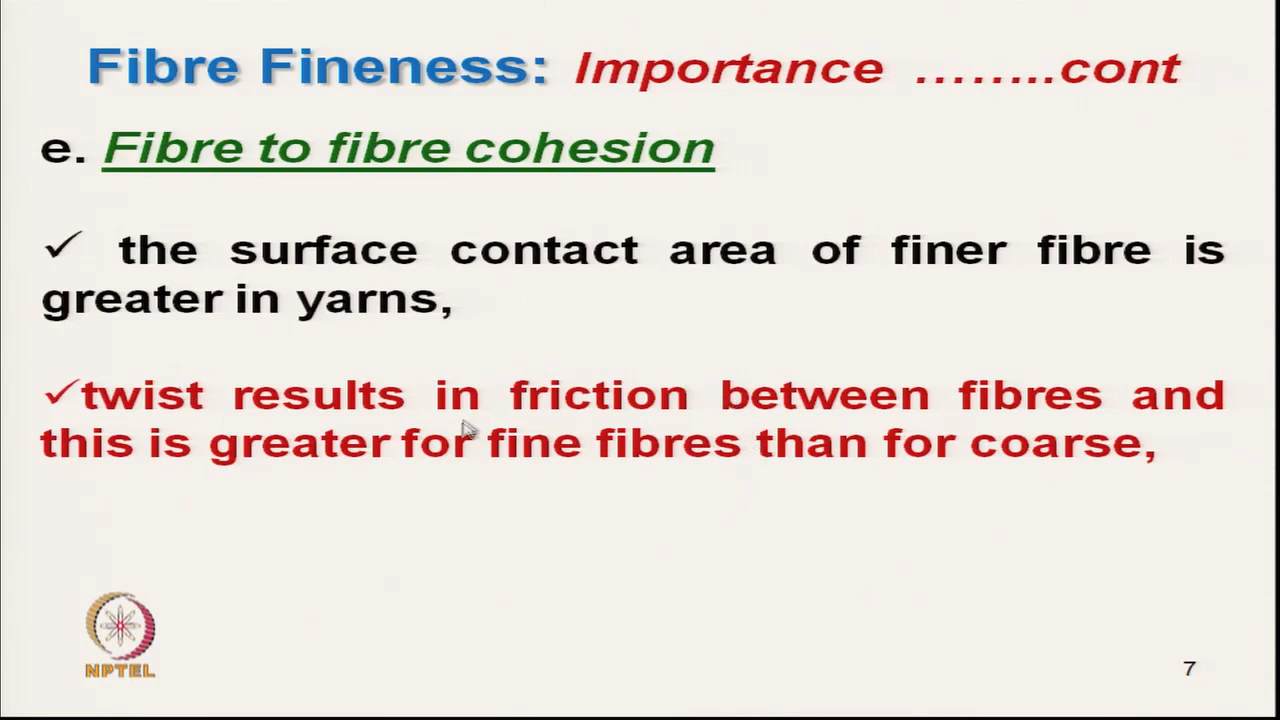 Fibre Fineness: Importance ……..cont
e. Fibre to fibre cohesion
✓ the surface contact area of finer fibre is
greater in yarns,
✓twist results in friction between fibres and
this is greater for fine fibres than for coarse,
NPTEL
7